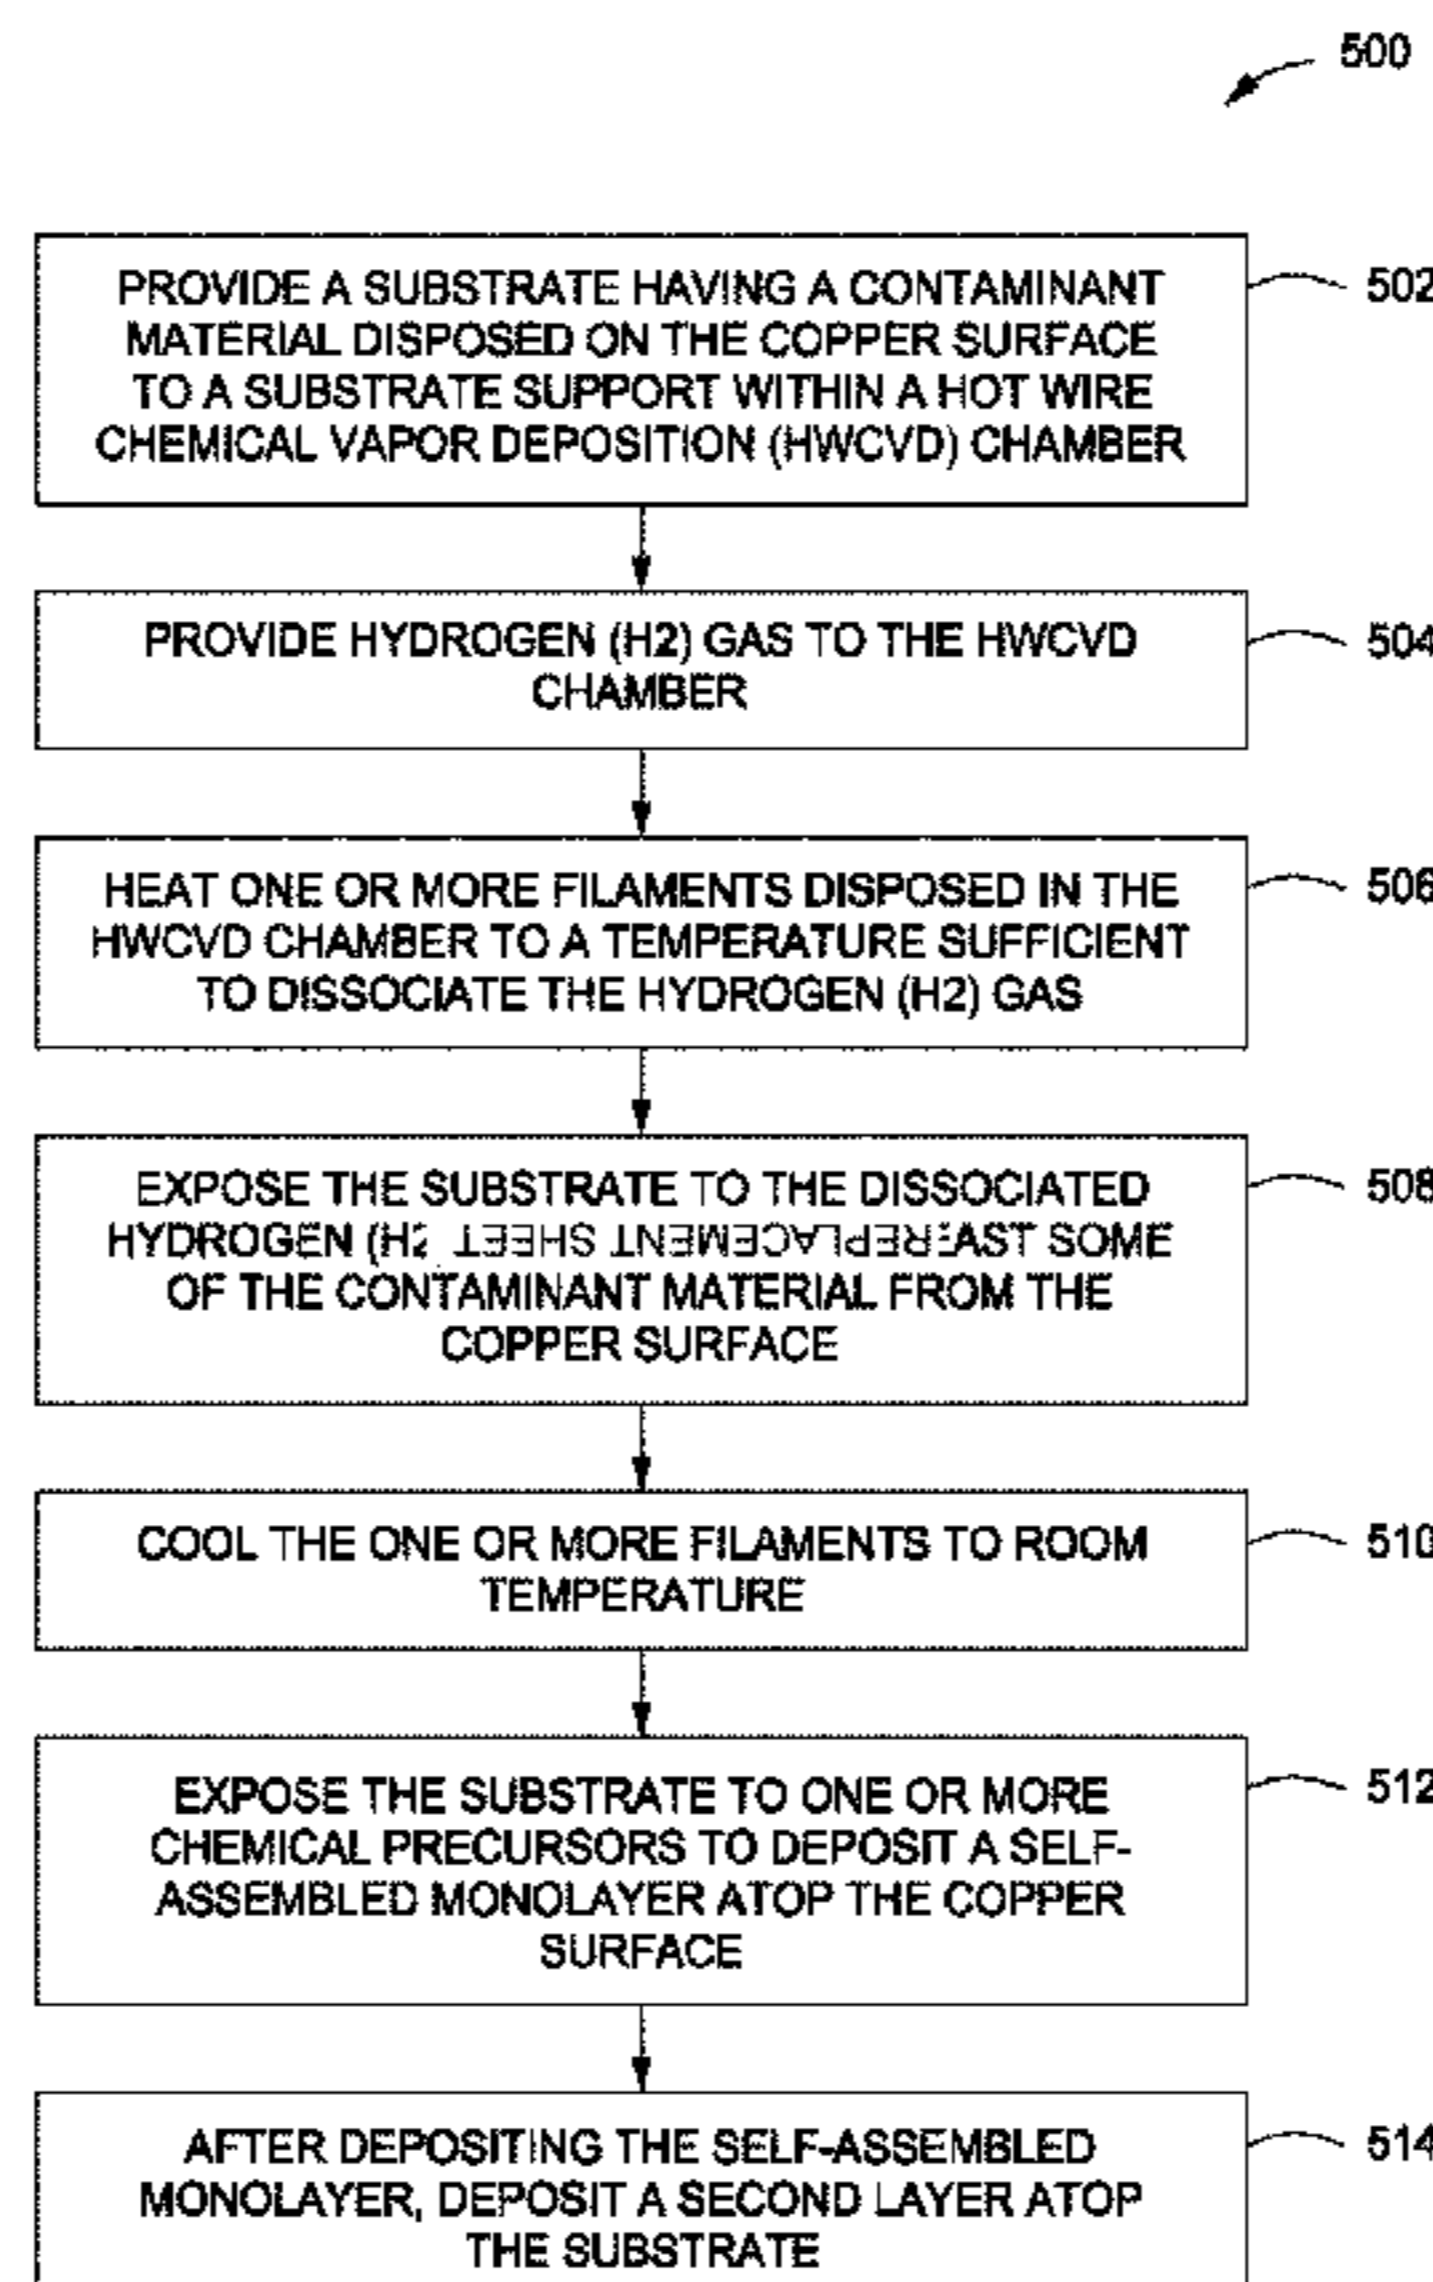 500
PROVIDE A SUBSTRATE HAVING A CONTAMINANT
MATERIAL DISPOSED ON THE COPPER SURFACE
TO A SUBSTRATE SUPPORT WITHIN A HOT WIRE
CHEMICAL VAPOR DEPOSITION (HWCVD) CHAMBER
502
PROVIDE HYDROGEN (H2) GAS TO THE HWCVD
CHAMBER
504
HEAT ONE OR MORE FILAMENTS DISPOSED IN THE
HWCVD CHAMBER TO A TEMPERATURE SUFFICIENT
TO DISSOCIATE THE HYDROGEN (H2) GAS
506
EXPOSE THE SUBSTRATE TO THE DISSOCIATED
HYDROGEN (H2 REPLACEMENT SHEET EAST SOME
OF THE CONTAMINANT MATERIAL FROM THE
COPPER SURFACE
508
COOL THE ONE OR MORE FILAMENTS TO ROOM
TEMPERATURE
510
EXPOSE THE SUBSTRATE TO ONE OR MORE
CHEMICAL PRECURSORS TO DEPOSIT A SELF-
ASSEMBLED MONOLAYER ATOP THE COPPER
SURFACE
512
AFTER DEPOSITING THE SELF-ASSEMBLED
MONOLAYER, DEPOSIT A SECOND LAYER ATOP
THE SUBSTRATE
514